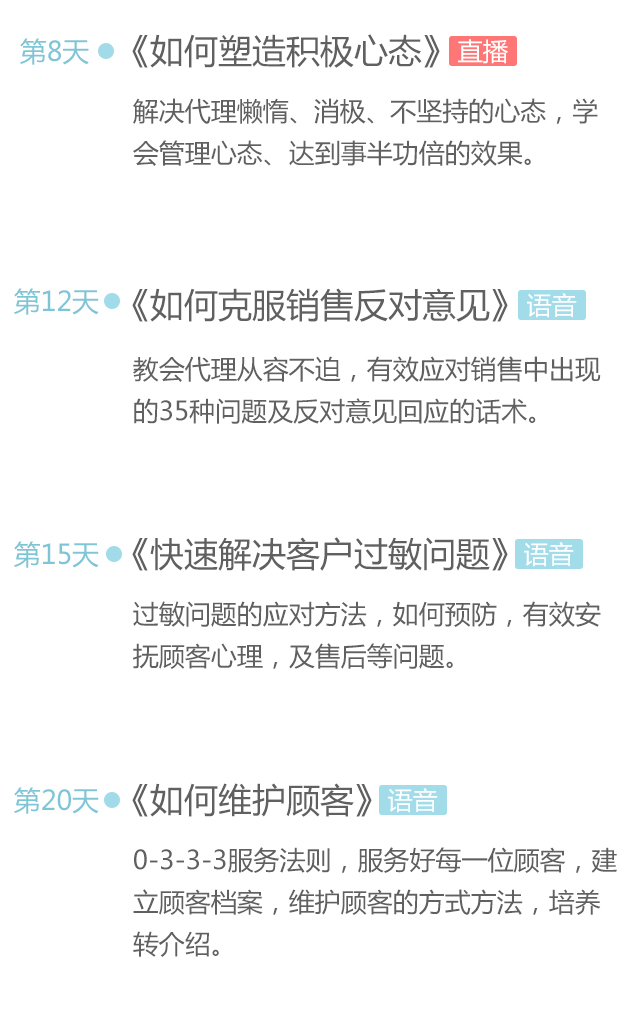 第8天 《如何塑造积极心态》 直播
解决代理懒惰、消极、不坚持的心态，学
会管理心态、达到事半功倍的效果。
第12天 《如何克服销售反对意见》 语音
教会代理从容不迫，有效应对销售中出现
的35种问题及反对意见回应的话术。
第15天 《快速解决客户过敏问题》 语音
过敏问题的应对方法，如何预防，有效安
抚顾客心理，及售后等问题。
第20天 《如何维护顾客》 语音
0-3-3-3服务法则，服务好每一位顾客，建
立顾客档案，维护顾客的方式方法，培养
转介绍。